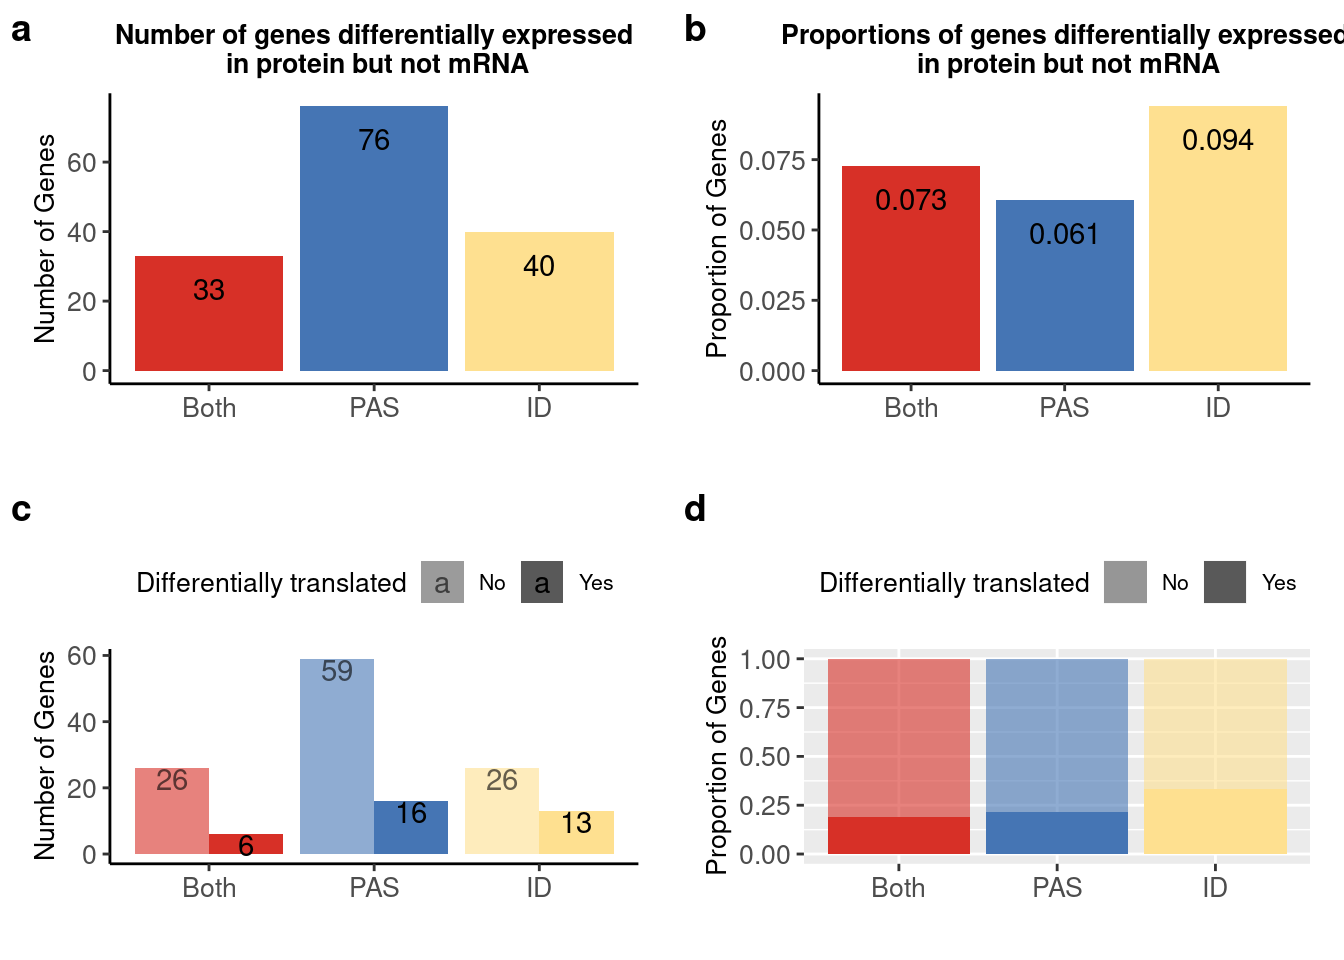 a
Number of genes differentially expressed
in protein but not mRNA
Number of Genes
60
40
20
0
33
76
40
Both
PAS
ID
b
Proportions of genes differentially expressed
in protein but not mRNA
Proportion of Genes
0.075
0.050
0.025
0.000
0.073
0.061
0.094
Both
PAS
ID
c
Differentially translated
a
No
a
Yes
Number of Genes
60
40
20
0
26
6
59
16
26
13
Both
PAS
ID
d
Differentially translated
No
Yes
Proportion of Genes
1.00
0.75
0.50
0.25
0.00
Both
PAS
ID